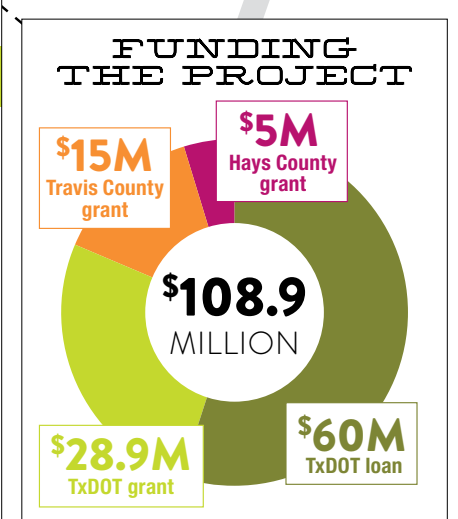 FUNDING
THE PROJECT
$5M
Hays County
grant
$15M
Travis County
grant
$108.9
MILLION
$60M
TxDOT loan
$28.9M
TxDOT grant